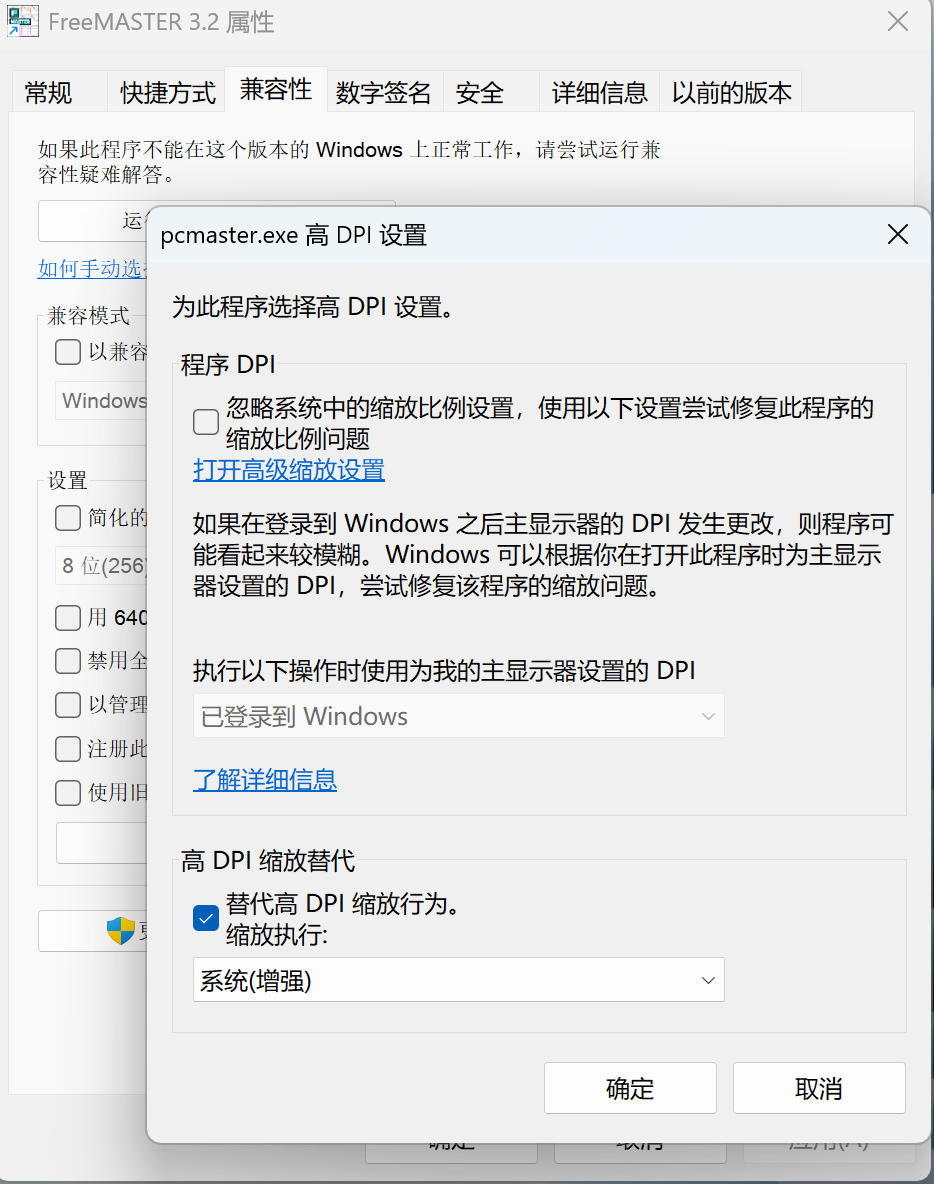 FreeMASTER 3.2 属性
常规 快捷方式 兼容性 数字签名 安全 详细信息 以前的版本
如果此程序不能在这个版本的 Windows 上正常工作，请尝试运行兼
容性疑难解答。
运行
如何手动选择
pcmaster.exe 高 DPI 设置
为此程序选择高 DPI 设置。
兼容模式
以兼容
Windows
程序 DPI
忽略系统中的缩放比例设置，使用以下设置尝试修复此程序的
缩放比例问题
打开高级缩放设置
如果在登录到 Windows 之后主显示器的 DPI 发生更改，则程序可
能看起来较模糊。Windows 可以根据你在打开此程序时为主显示
器设置的 DPI，尝试修复该程序的缩放问题。
执行以下操作时使用为我的主显示器设置的 DPI
已登录到 Windows
了解详细信息
设置
简化的
8 位(256)
用 640
禁用全
以管理
注册此
使用旧
高 DPI 缩放替代
替代高 DPI 缩放行为。
缩放执行:
系统(增强)
确定 取消
确定 取消 应用(A)